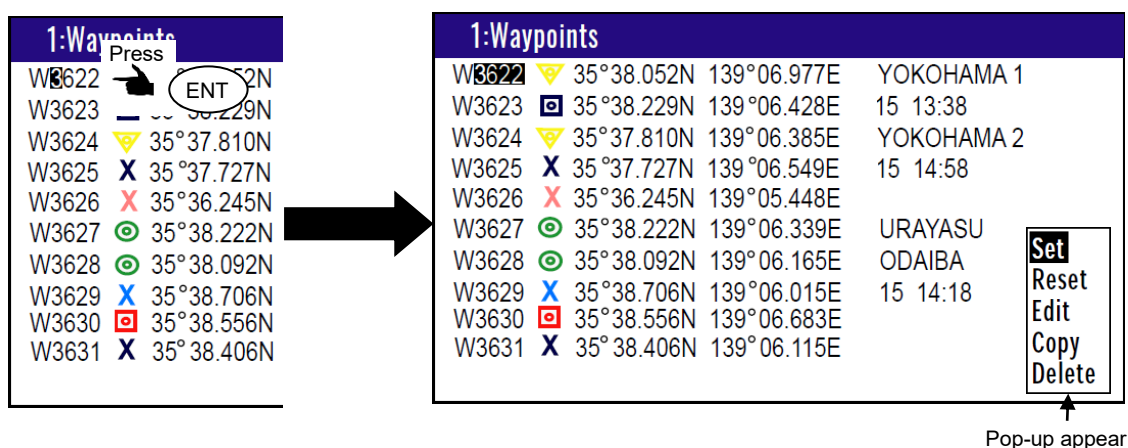 1:Waypoints
Press
ENT
W3622 52N
W3623 229N
W3624 35°37.810N
W3625 35°37.727N
W3626 35°36.245N
W3627 35°38.222N
W3628 35°38.092N
W3629 35°38.706N
W3630 35°38.556N
W3631 35°38.406N
1:Waypoints
W3622 35°38.052N 139°06.977E YOKOHAMA 1
W3623 35°38.229N 139°06.428E 15 13:38
W3624 35°37.810N 139°06.385E YOKOHAMA 2
W3625 X 35°37.727N 139°06.549E 15 14:58
W3626 X 35°36.245N 139°05.448E
W3627 35°38.222N 139°06.339E URAYASU
W3628 35°38.092N 139°06.165E ODAIBA
W3629 X 35°38.706N 139°06.015E 15 14:18
W3630 35°38.556N 139°06.683E
W3631 X 35°38.406N 139°06.115E
Set
Reset
Edit
Copy
Delete
Pop-up appear